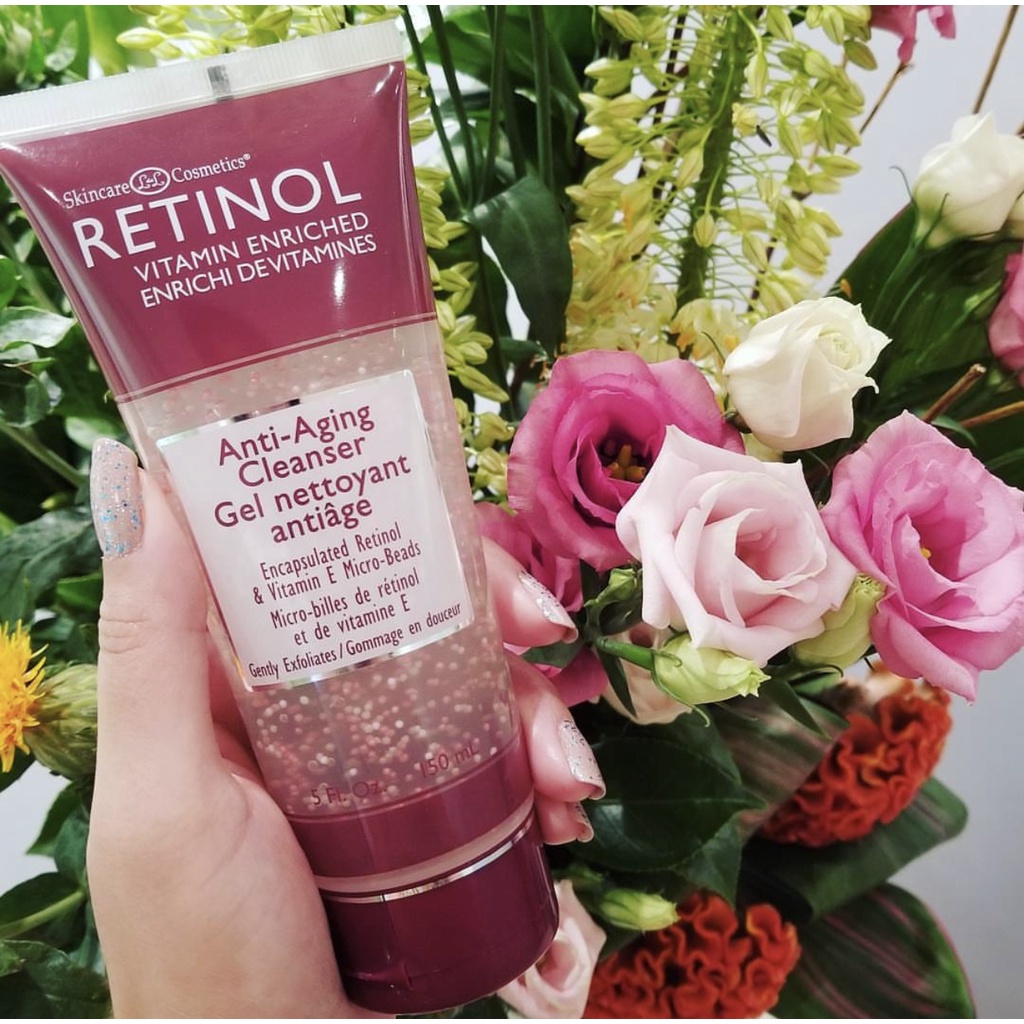 Skincare L&L Cosmetics®
RETINOL
VITAMIN ENRICHED
ENRICHI DE VITAMINES
Anti-Aging
Cleanser
Gel nettoyant
antiâge
Encapsulated Retinol
& Vitamin E Micro-Beads
Micro-billes de rétinol
et de vitamine E
Gently Exfoliates / Gommage en douceur
5 Fl. Oz. 150 mL